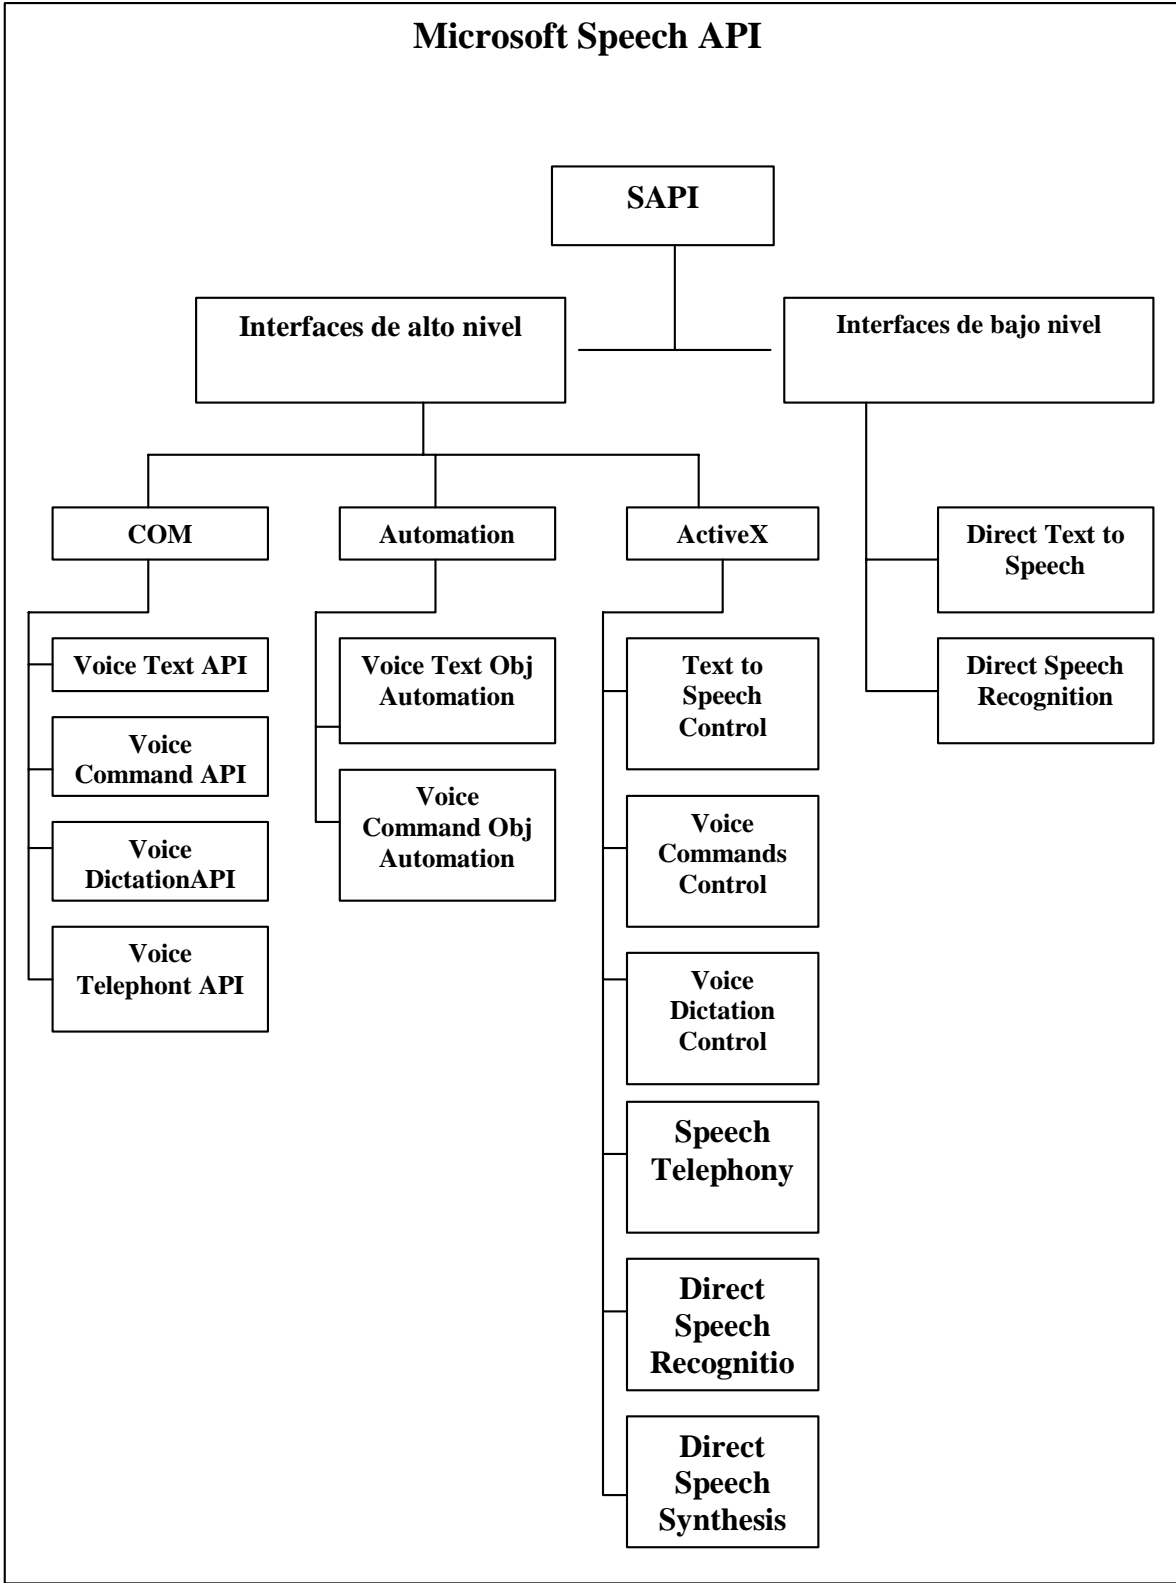 Microsoft Speech API
SAPI
Interfaces de alto nivel
Interfaces de bajo nivel
COM
Automation
ActiveX
Direct Text to
Speech
Voice Text API
Voice Text Obj
Automation
Text to
Speech
Control
Direct Speech
Recognition
Voice
Command API
Voice
Command Obj
Automation
Voice
Commands
Control
Voice
DictationAPI
Voice
Telephont API
Voice
Dictation
Control
Speech
Telephony
Direct
Speech
Recognitio
Direct
Speech
Synthesis